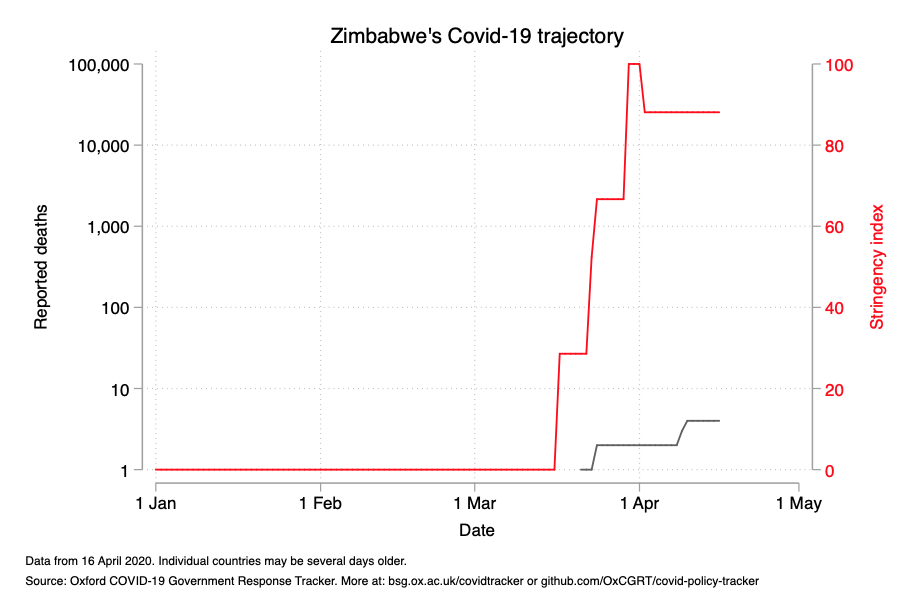 Zimbabwe's Covid-19 trajectory
100,000
10,000
1,000
100
10
1
Reported deaths
100
80
60
40
20
0
Stringency index
1 Jan
1 Feb
1 Mar
1 Apr
1 May
Date
Data from 16 April 2020. Individual countries may be several days older.
Source: Oxford COVID-19 Government Response Tracker. More at: bsg.ox.ac.uk/covidtracker or github.com/OxCGRT/covid-policy-tracker